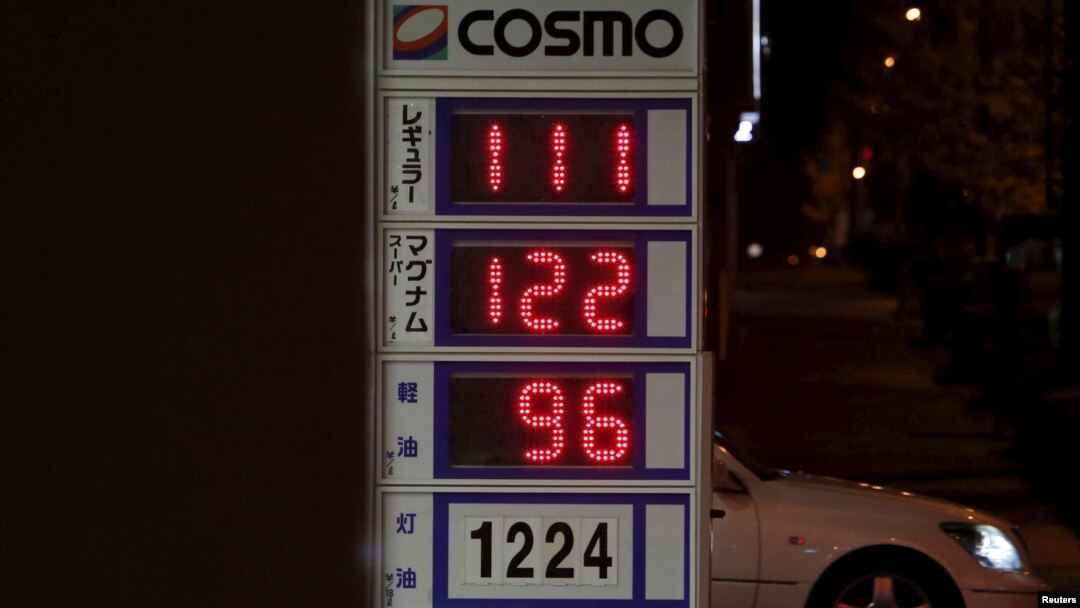 COSMO
レギュラー
¥/ℓ
111
スーパー
マグナム
¥/ℓ
122
軽油
¥/ℓ
96
灯油
¥/18ℓ
1224
Reuters